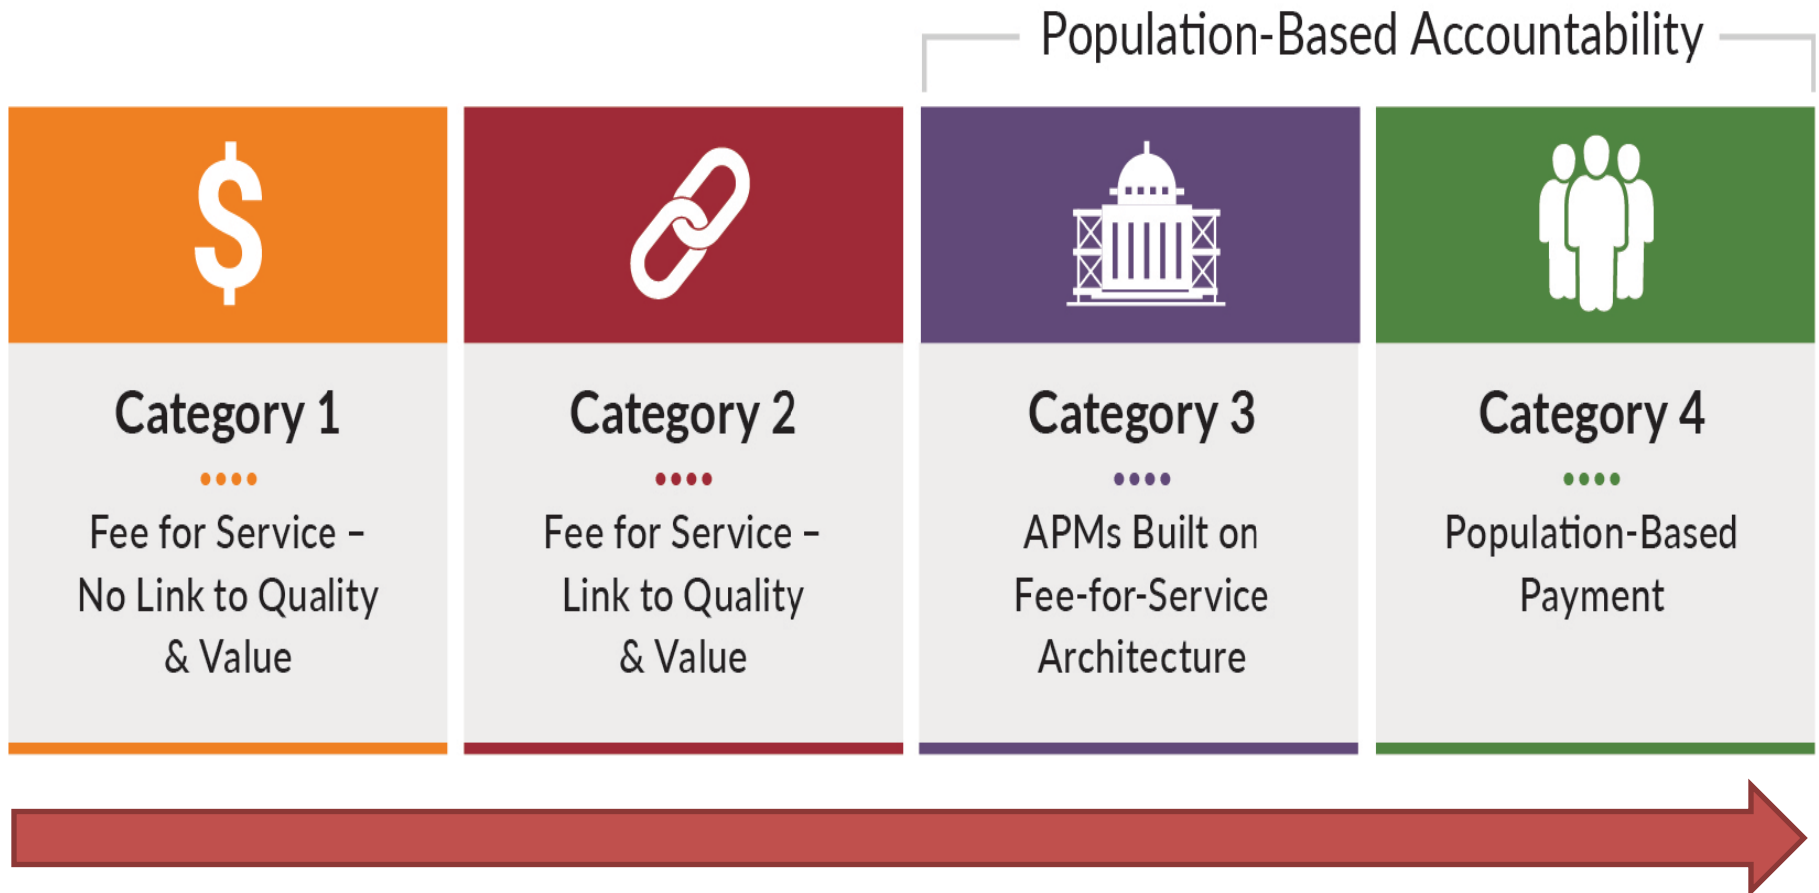 Population-Based Accountability
Category 1
Fee for Service –
No Link to Quality
& Value
Category 2
Fee for Service –
Link to Quality
& Value
Category 3
APMs Built on
Fee-for-Service
Architecture
Category 4
Population-Based
Payment